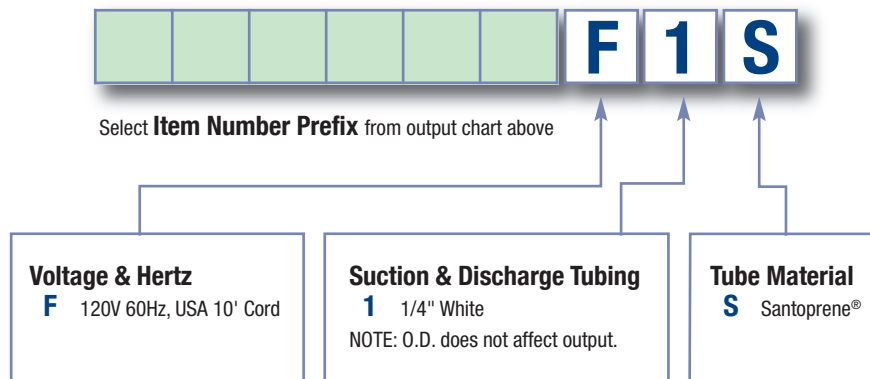 F 1 S
Select Item Number Prefix from output chart above
Voltage & Hertz
F 120V 60Hz, USA 10' Cord
Suction & Discharge Tubing
1 1/4" White
NOTE: O.D. does not affect output.
Tube Material
S Santoprene®